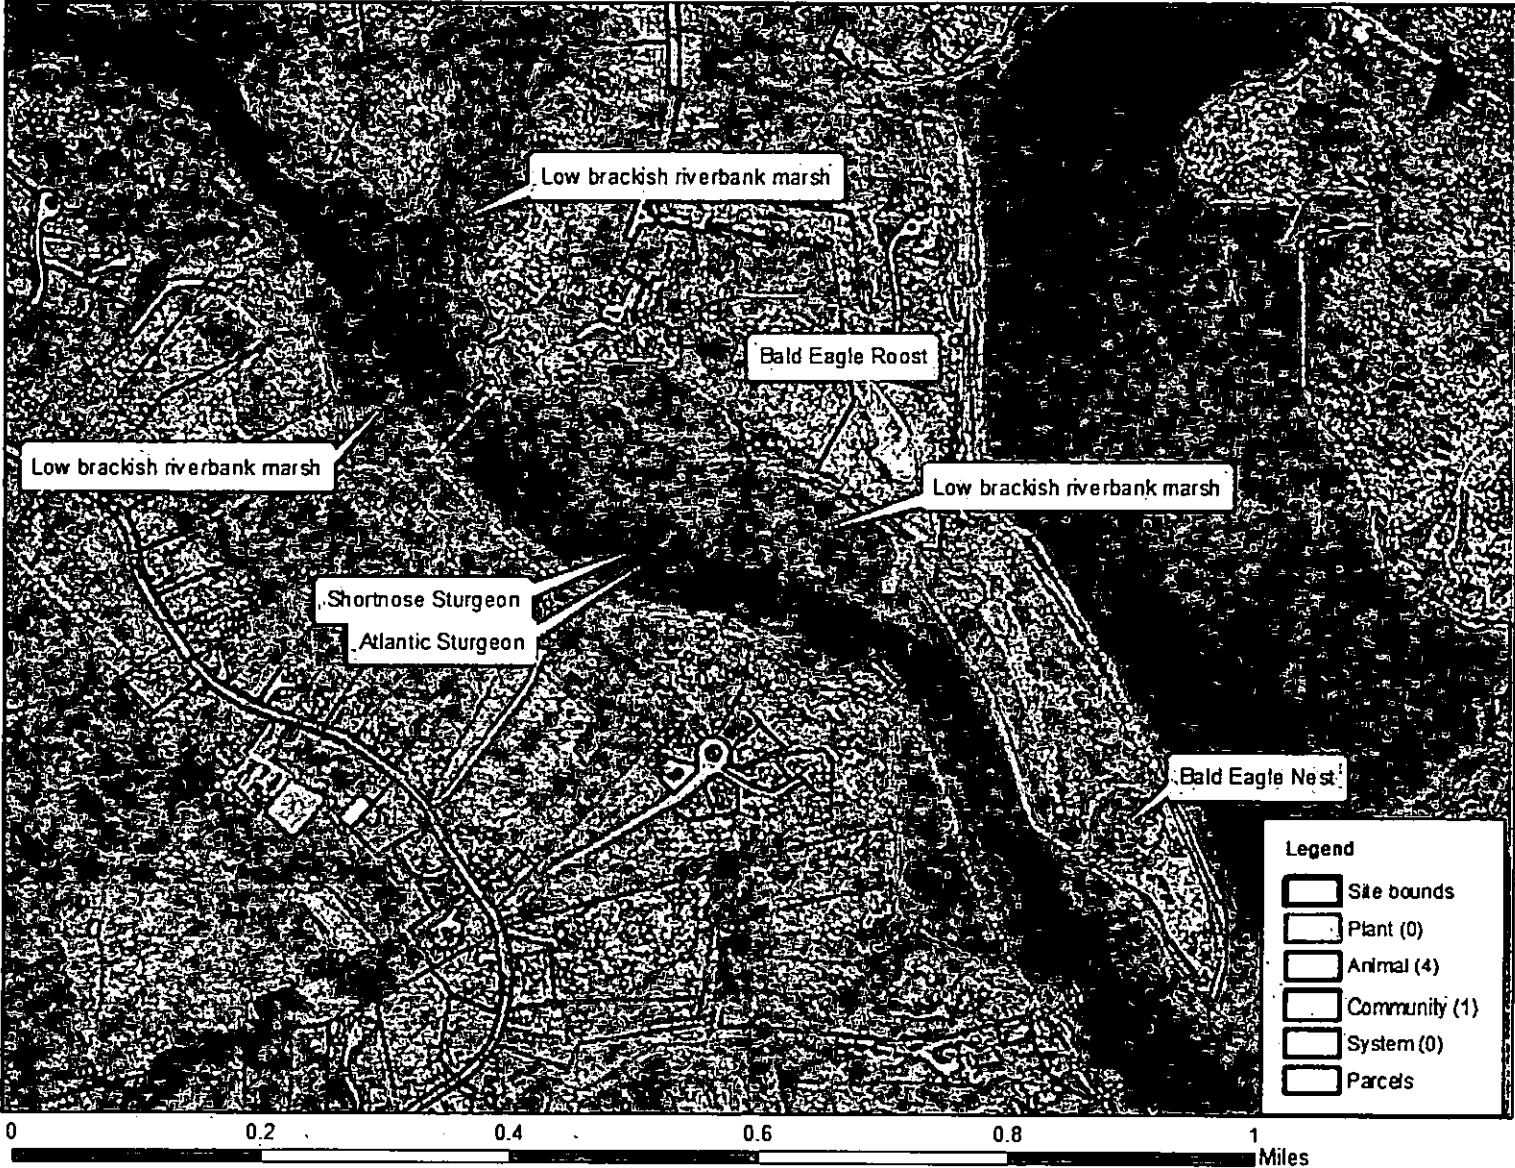 Low brackish riverbank marsh
Bald Eagle Roost
Low brackish riverbank marsh
Low brackish riverbank marsh
Shortnose Sturgeon
Atlantic Sturgeon
Bald Eagle Nest
Legend
Site bounds
Plant (0)
Animal (4)
Community (1)
System (0)
Parcels
0 0.2 0.4 0.6 0.8 1
Miles